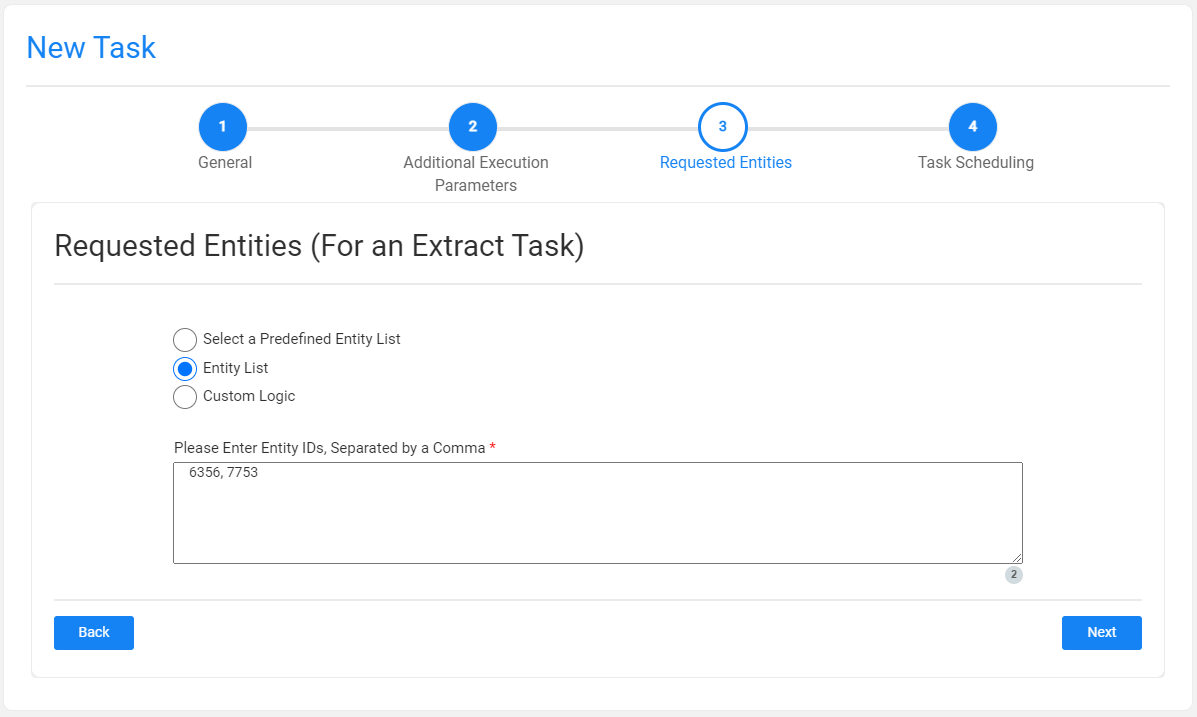 New Task
1
2
3
4
General
Additional Execution
Parameters
Requested Entities
Task Scheduling
Requested Entities (For an Extract Task)
Select a Predefined Entity List
Entity List
Custom Logic
Please Enter Entity IDs, Separated by a Comma *
6356, 7753
2
Back
Next